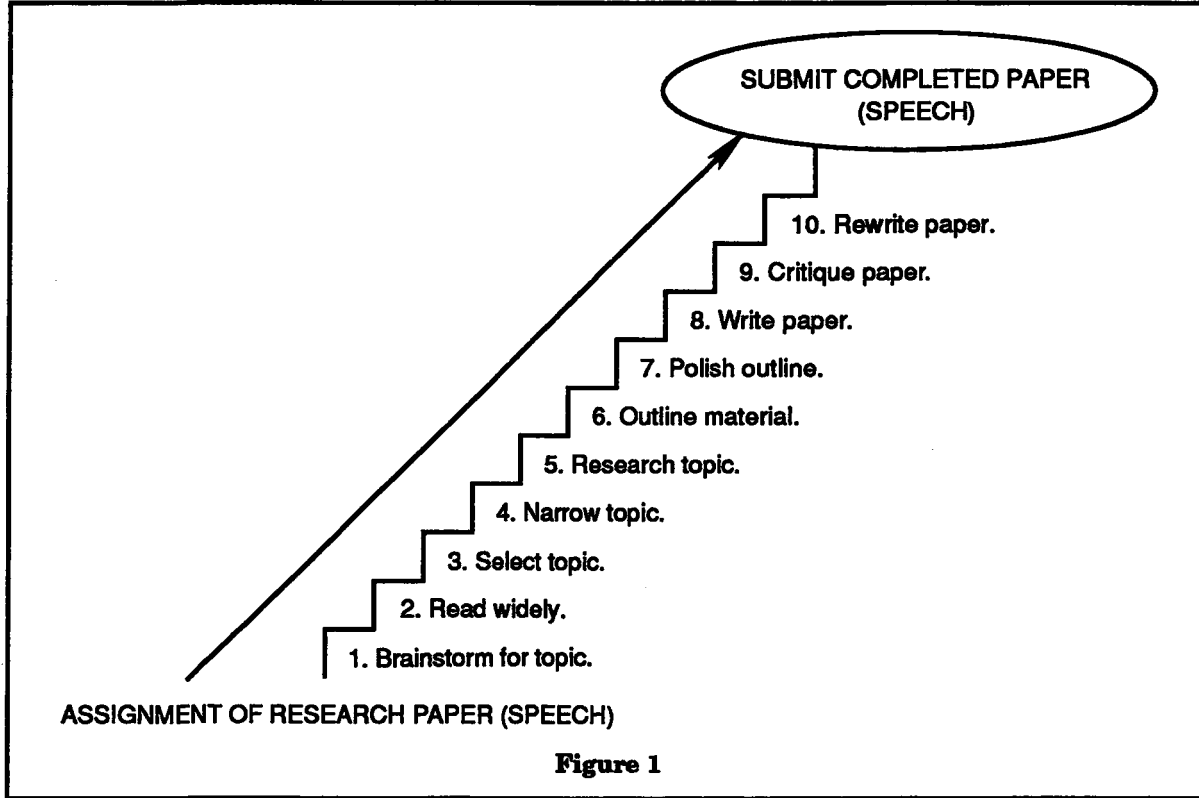 SUBMIT COMPLETED PAPER
(SPEECH)
10. Rewrite paper.
9. Critique paper.
8. Write paper.
7. Polish outline.
6. Outline material.
5. Research topic.
4. Narrow topic.
3. Select topic.
2. Read widely.
1. Brainstorm for topic.
ASSIGNMENT OF RESEARCH PAPER (SPEECH)
Figure 1